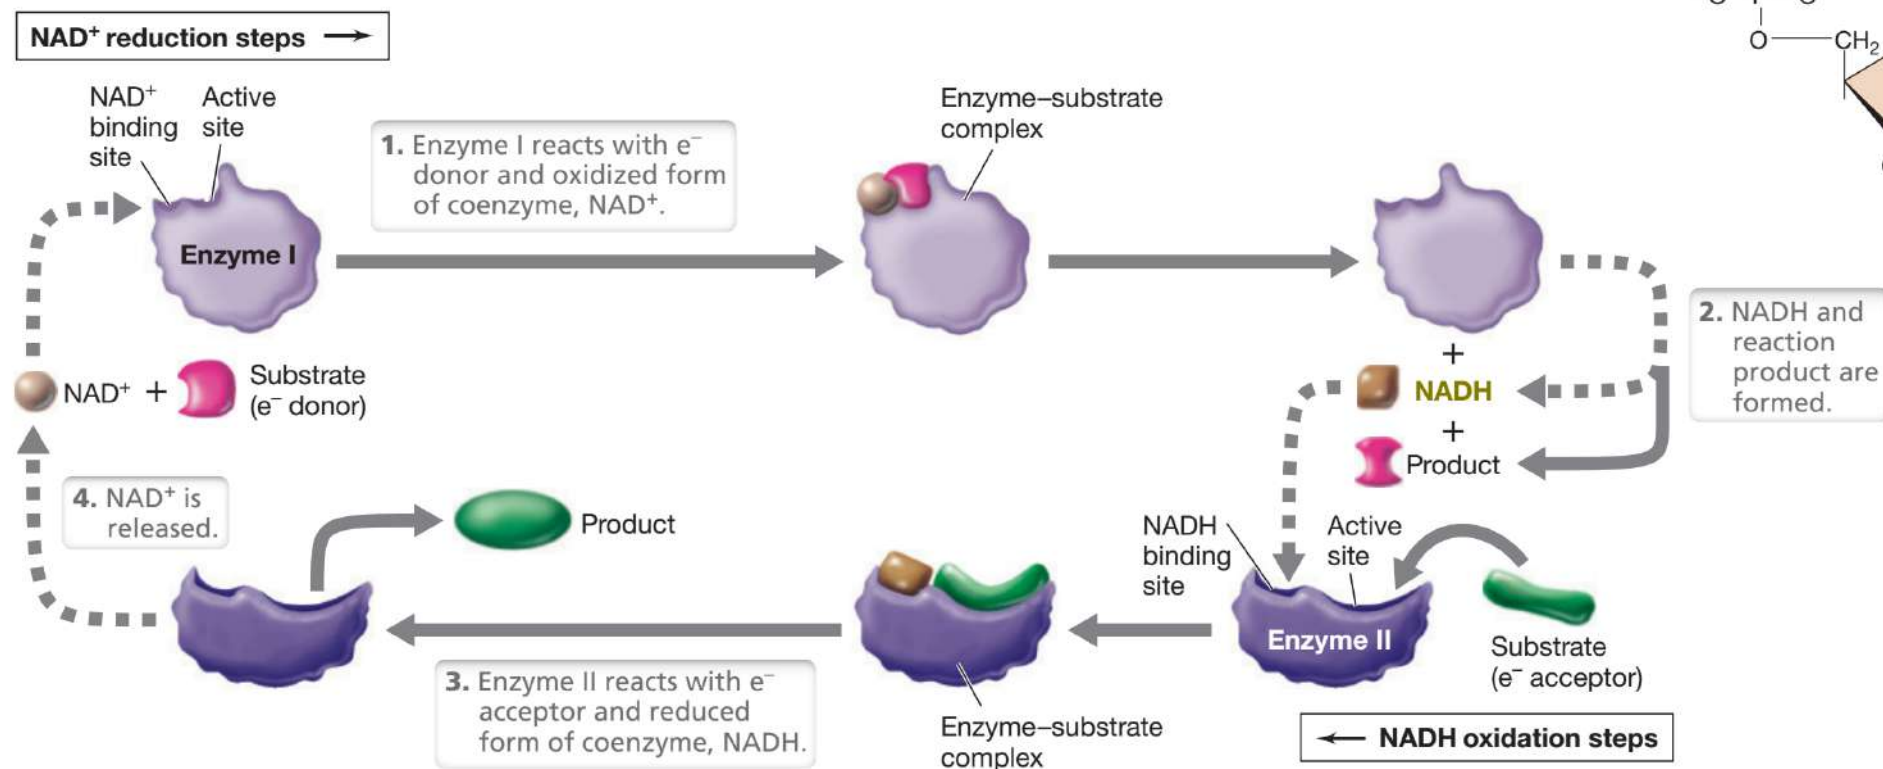 NAD⁺ reduction steps →
O
CH₂
NAD⁺
binding
site
Active
site
Enzyme I
1. Enzyme I reacts with e⁻
donor and oxidized form
of coenzyme, NAD⁺.
Enzyme–substrate
complex
2. NADH and
reaction
product are
formed.
NAD⁺ +
Substrate
(e⁻ donor)
+
NADH
+
Product
4. NAD⁺ is
released.
Product
NADH
binding
site
Active
site
Enzyme II
Substrate
(e⁻ acceptor)
3. Enzyme II reacts with e⁻
acceptor and reduced
form of coenzyme, NADH.
Enzyme–substrate
complex
← NADH oxidation steps